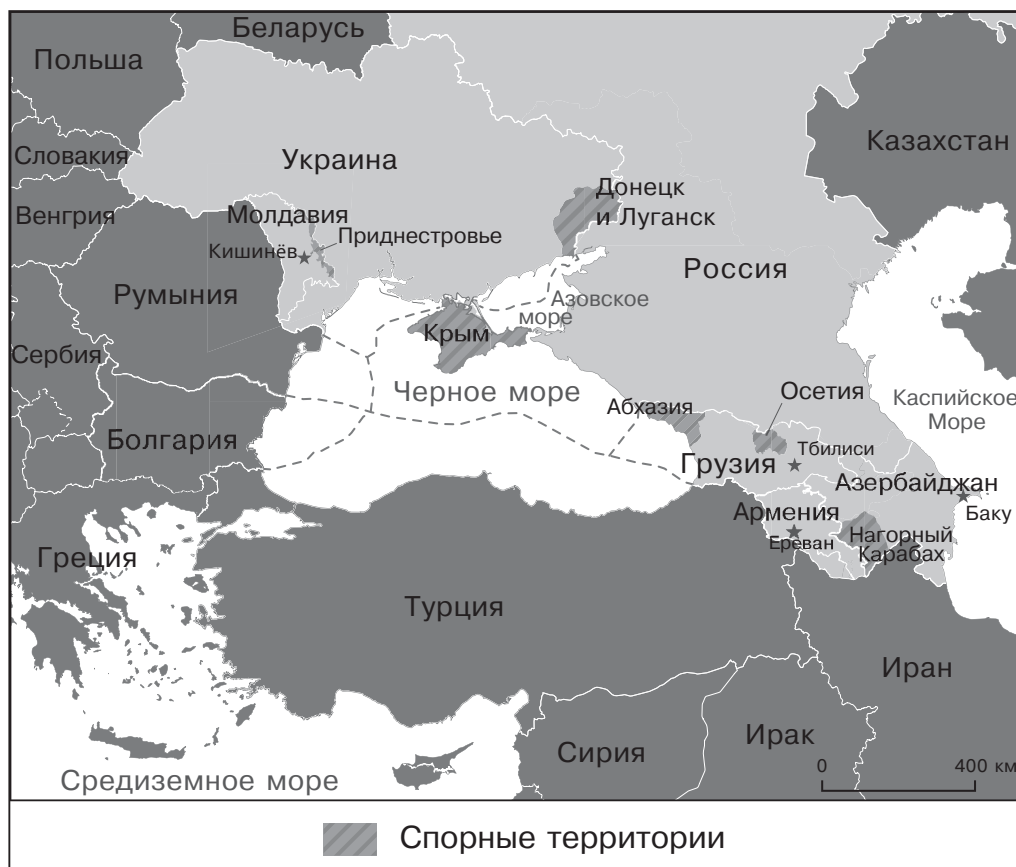 Беларусь
Польша
Казахстан
Словакия
Украина
Донецк
и Луганск
Венгрия
Молдавия
Приднестровье
Кишинёв
Россия
Румыния
Азовское
море
Крым
Сербия
Черное море
Осетия
Каспийское
Море
Абхазия
Болгария
Тбилиси
Грузия
Азербайджан
Армения
Баку
Нагорный
Карабах
Ереван
Греция
Турция
Иран
Ирак
Сирия
0 400 км
Средиземное море
Спорные территории